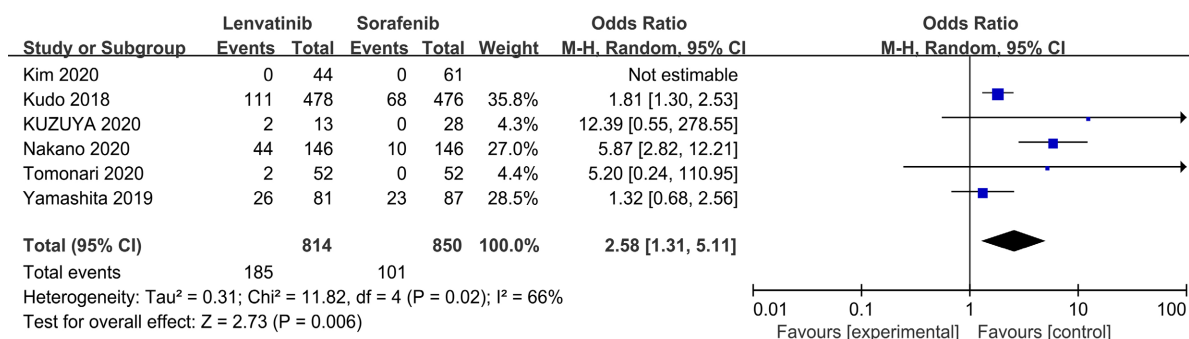 Lenvatinib Sorafenib Odds Ratio Odds Ratio
Study or Subgroup Events Total Events Total Weight M-H, Random, 95% CI M-H, Random, 95% CI
Kim 2020 0 44 0 61 Not estimable
Kudo 2018 111 478 68 476 35.8% 1.81 [1.30, 2.53]
KUZUYA 2020 2 13 0 28 4.3% 12.39 [0.55, 278.55]
Nakano 2020 44 146 10 146 27.0% 5.87 [2.82, 12.21]
Tomonari 2020 2 52 0 52 4.4% 5.20 [0.24, 110.95]
Yamashita 2019 26 81 23 87 28.5% 1.32 [0.68, 2.56]
Total (95% CI) 814 850 100.0% 2.58 [1.31, 5.11]
Total events 185 101
Heterogeneity: Tau² = 0.31; Chi² = 11.82, df = 4 (P = 0.02); I² = 66%
Test for overall effect: Z = 2.73 (P = 0.006)
0.01 0.1 1 10 100
Favours [experimental] Favours [control]